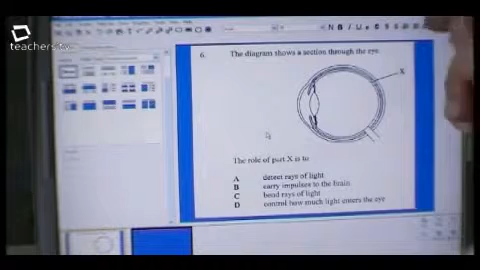 teachers.tv
6. The diagram shows a section through the eye.
X
The role of part X is to
A detect rays of light
B carry impulses to the brain
C bend rays of light
D control how much light enters the eye